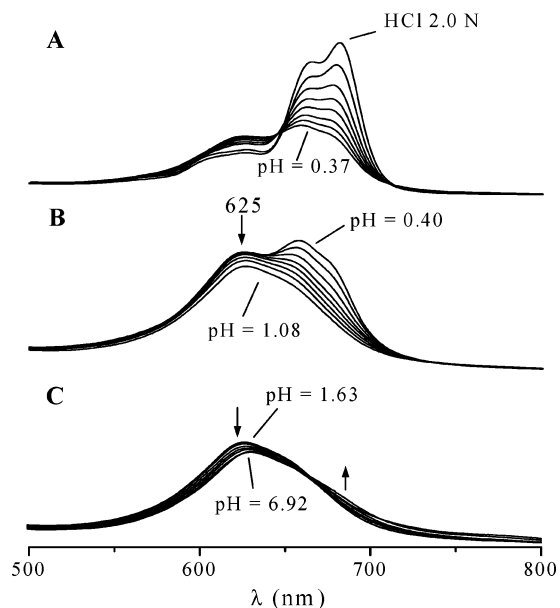 A
HCl 2.0 N
pH = 0.37
B
625
pH = 0.40
pH = 1.08
C
pH = 1.63
pH = 6.92
500 600 700 800
λ (nm)